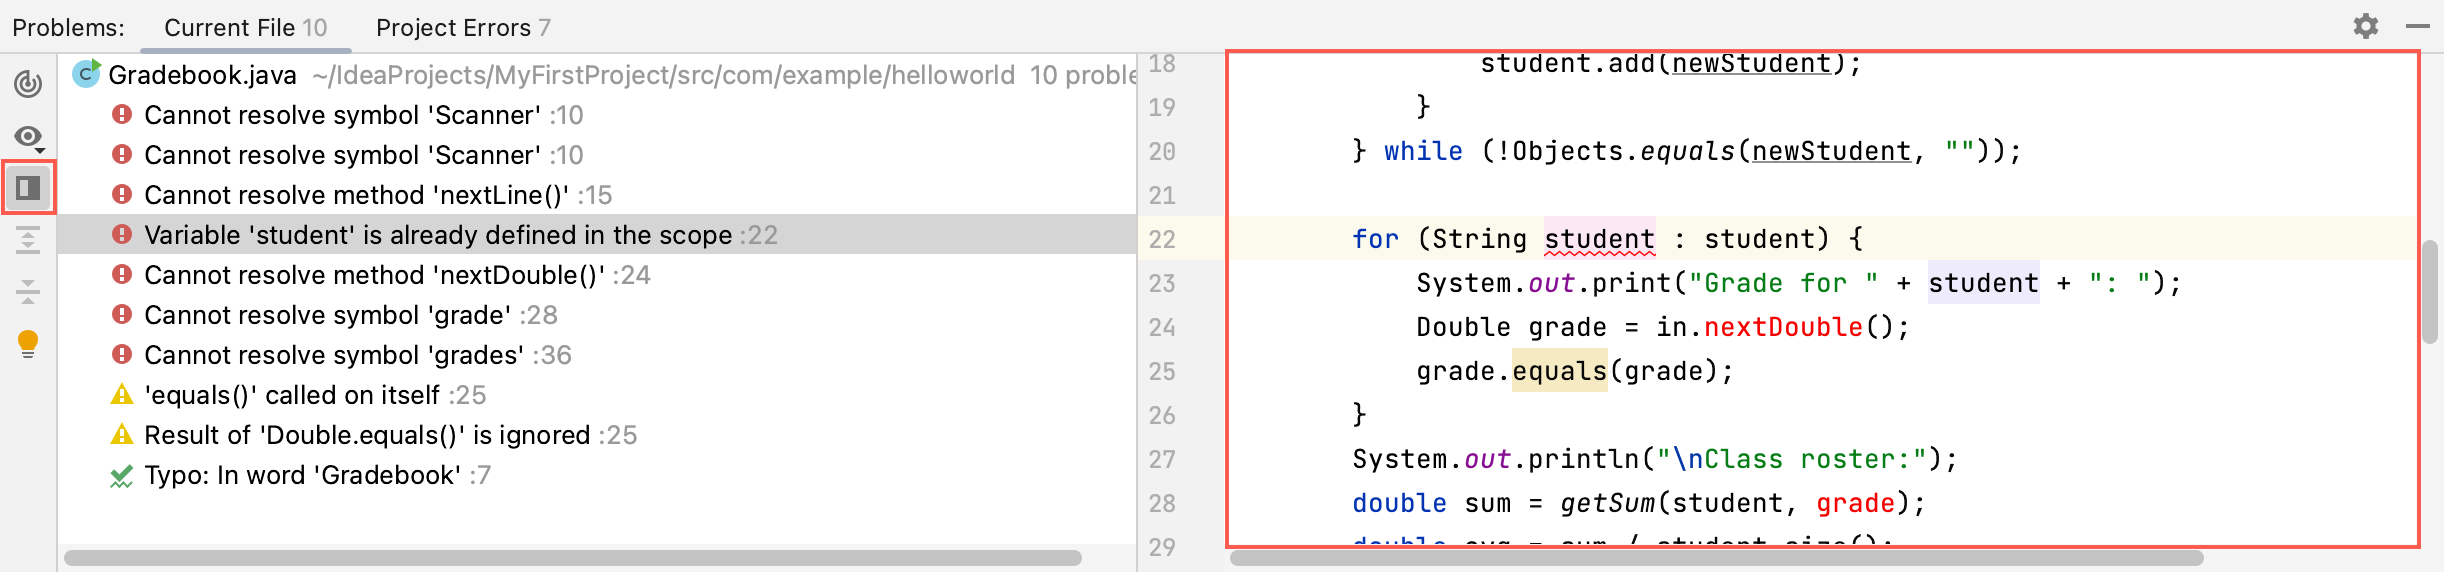 Problems: Current File 10 Project Errors 7
Gradebook.java ~/IdeaProjects/MyFirstProject/src/com/example/helloworld 10
Cannot resolve symbol 'Scanner' :10
Cannot resolve symbol 'Scanner' :10
Cannot resolve method 'nextLine()' :15
Variable 'student' is already defined in the scope :22
Cannot resolve method 'nextDouble()' :24
Cannot resolve symbol 'grade' :28
Cannot resolve symbol 'grades' :36
'equals()' called on itself :25
Result of 'Double.equals()' is ignored :25
Typo: In word 'Gradebook' :7
18 student.add(newStudent);
19 }
20 } while (!Objects.equals(newStudent, ""));
21
22 for (String student : student) {
23 System.out.print("Grade for " + student + ": ");
24 Double grade = in.nextDouble();
25 grade.equals(grade);
26 }
27 System.out.println("\nClass roster:");
28 double sum = getSum(student, grade);
29 double avg = sum / student.size();